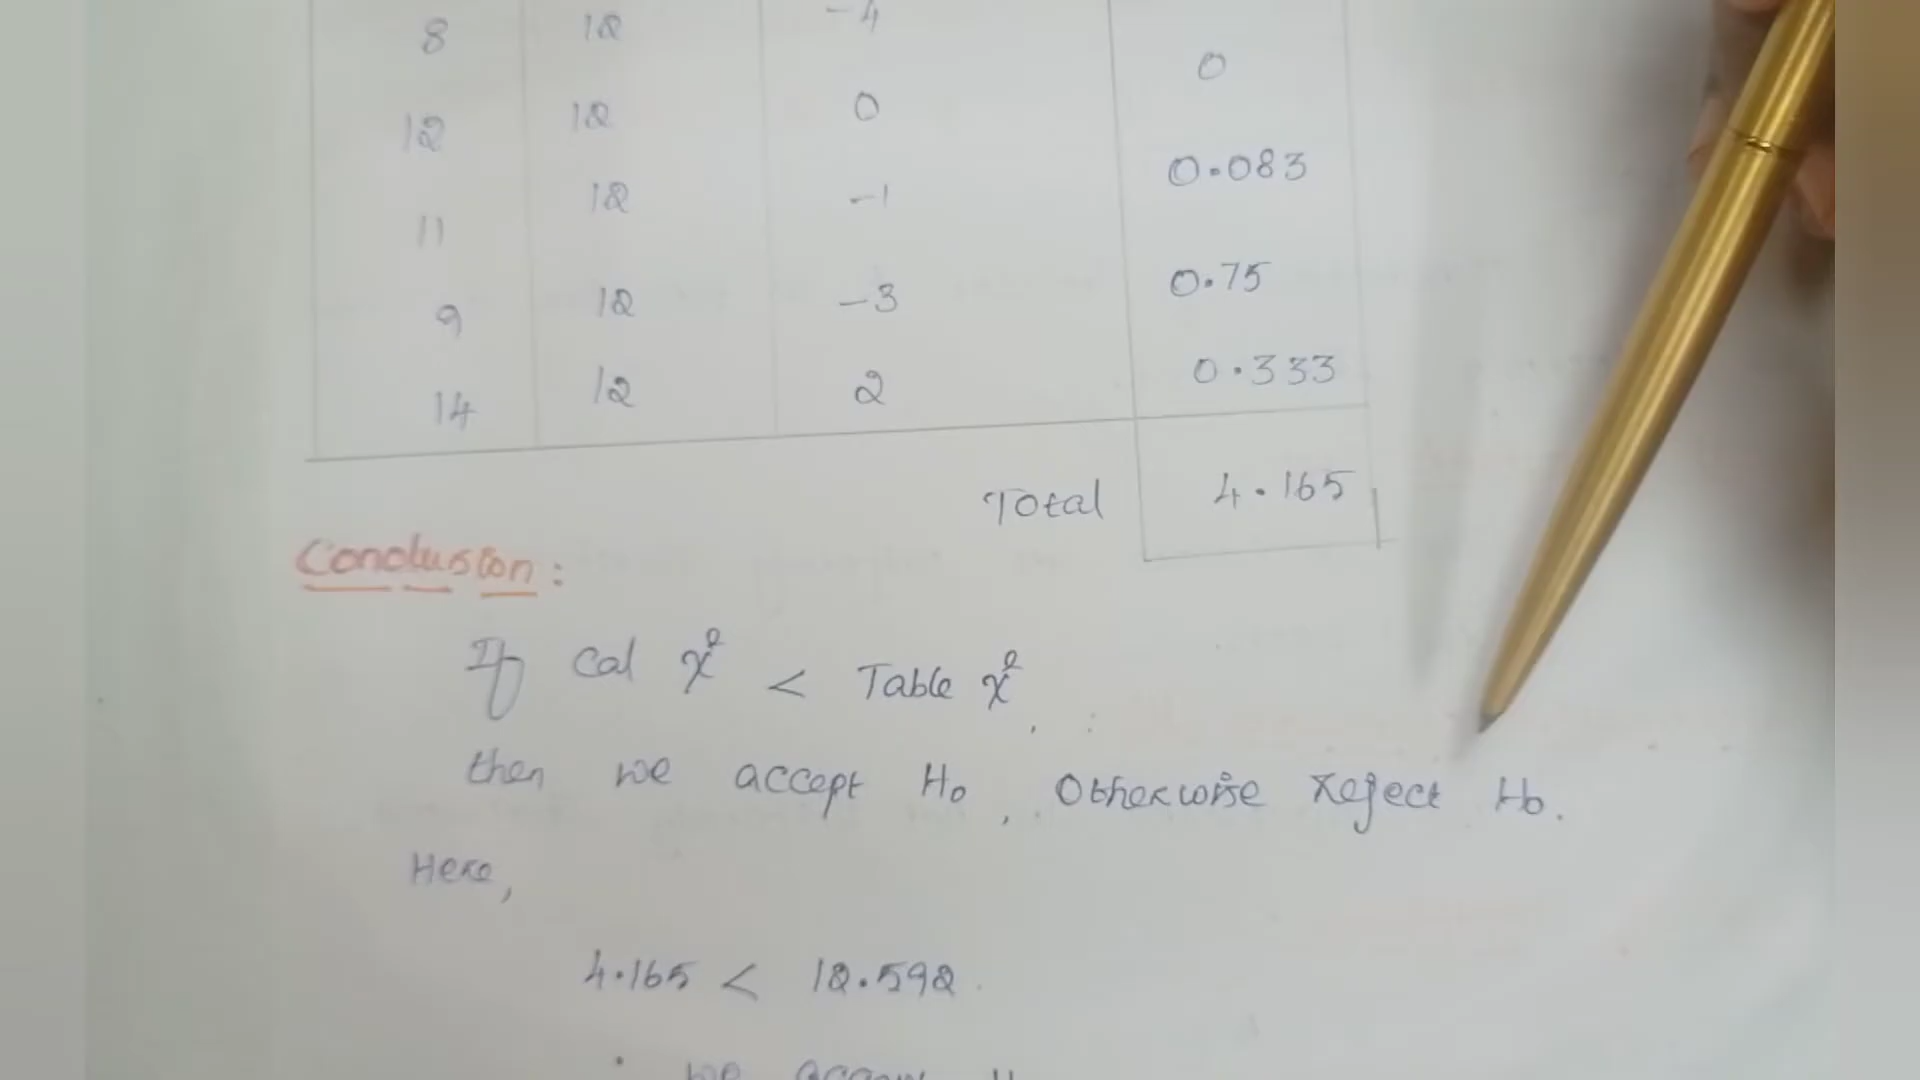 8 12 -4
12 12 0 0
11 12 -1 0.083
9 12 -3 0.75
14 12 2 0.333
Total 4.165
Conclusion:
If Cal χ² < Table χ²,
then we accept H₀, Otherwise reject H₀.
Here,
4.165 < 12.592.
we